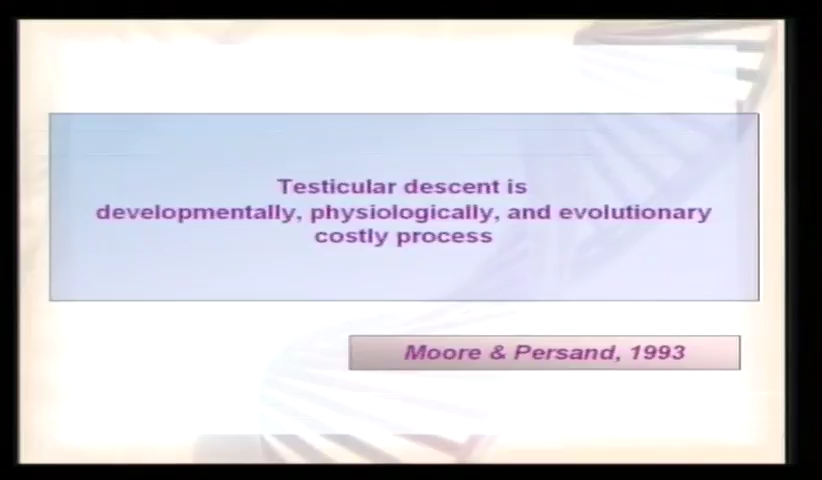 Testicular descent is
developmentally, physiologically, and evolutionary
costly process
Moore & Persand, 1993